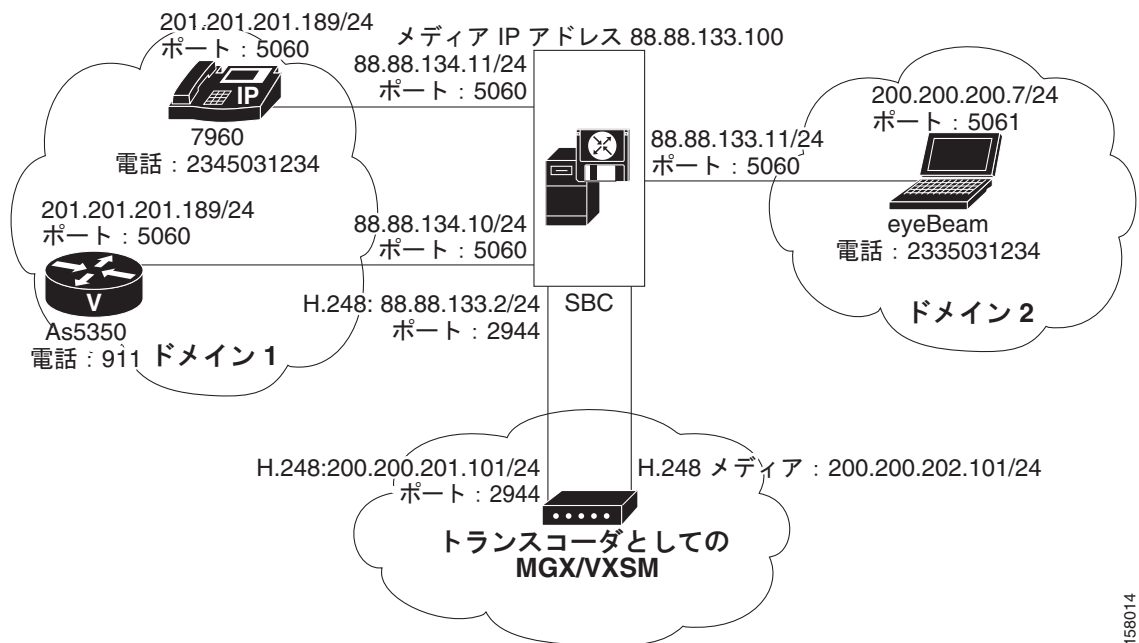 201.201.201.189/24
ポート：5060
メディア IP アドレス 88.88.133.100
88.88.134.11/24
ポート：5060
IP
7960
電話：2345031234
200.200.200.7/24
ポート：5061
88.88.133.11/24
ポート：5060
eyeBeam
電話：2335031234
ドメイン 2
201.201.201.189/24
ポート：5060
88.88.134.10/24
ポート：5060
V
As5350
電話：911
ドメイン 1
H.248: 88.88.133.2/24
ポート：2944
SBC
H.248:200.200.201.101/24
ポート：2944
H.248 メディア：200.200.202.101/24
トランスコーダとしての
MGX/VXSM
158014